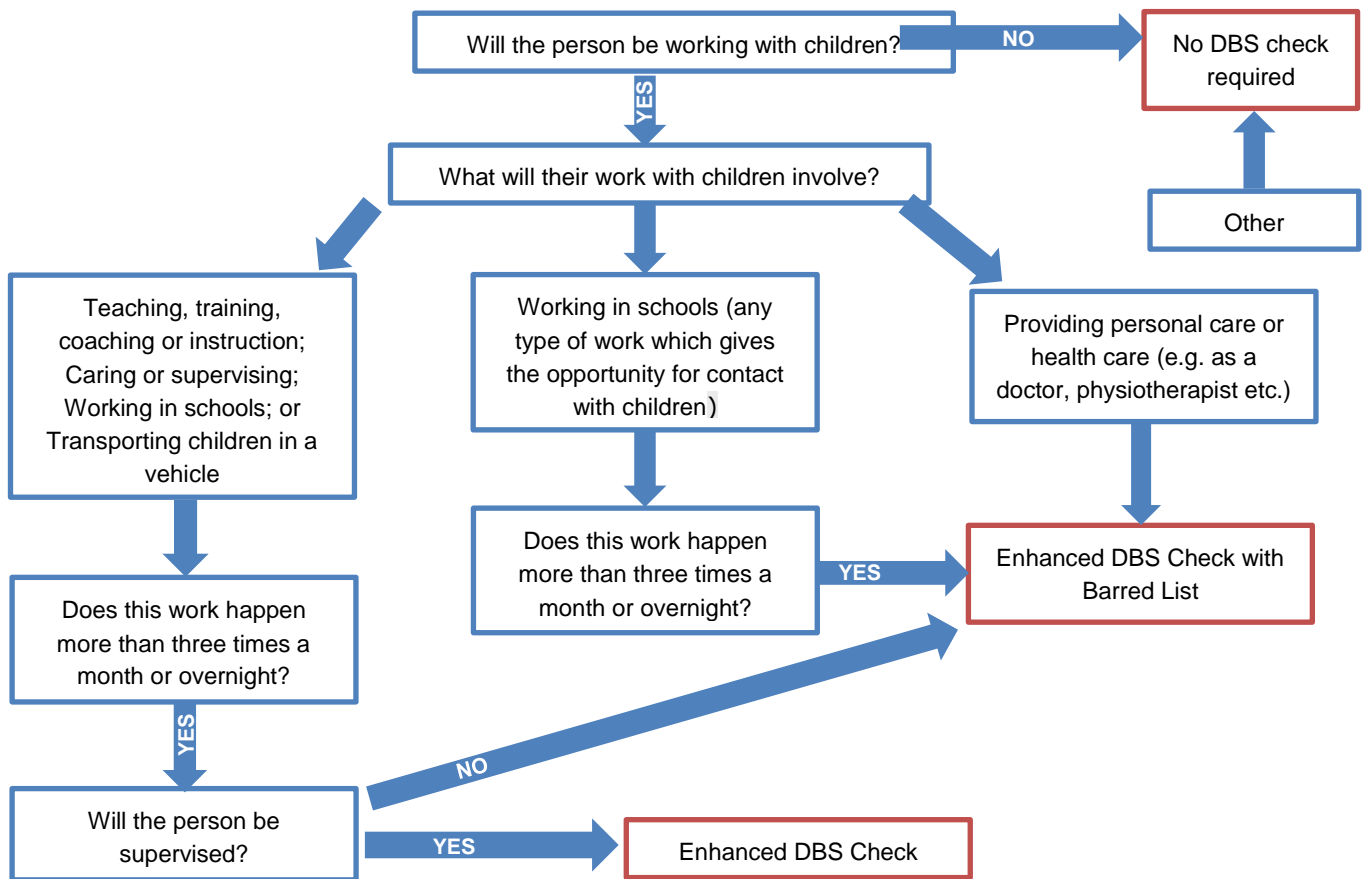 Will the person be working with children?
NO
No DBS check
required
YES
What will their work with children involve?
Other
Teaching, training,
coaching or instruction;
Caring or supervising;
Working in schools; or
Transporting children in a
vehicle
Working in schools (any
type of work which gives
the opportunity for contact
with children)
Providing personal care or
health care (e.g. as a
doctor, physiotherapist etc.)
Does this work happen
more than three times a
month or overnight?
YES
Enhanced DBS Check with
Barred List
Does this work happen
more than three times a
month or overnight?
YES
NO
Will the person be
supervised?
YES
Enhanced DBS Check